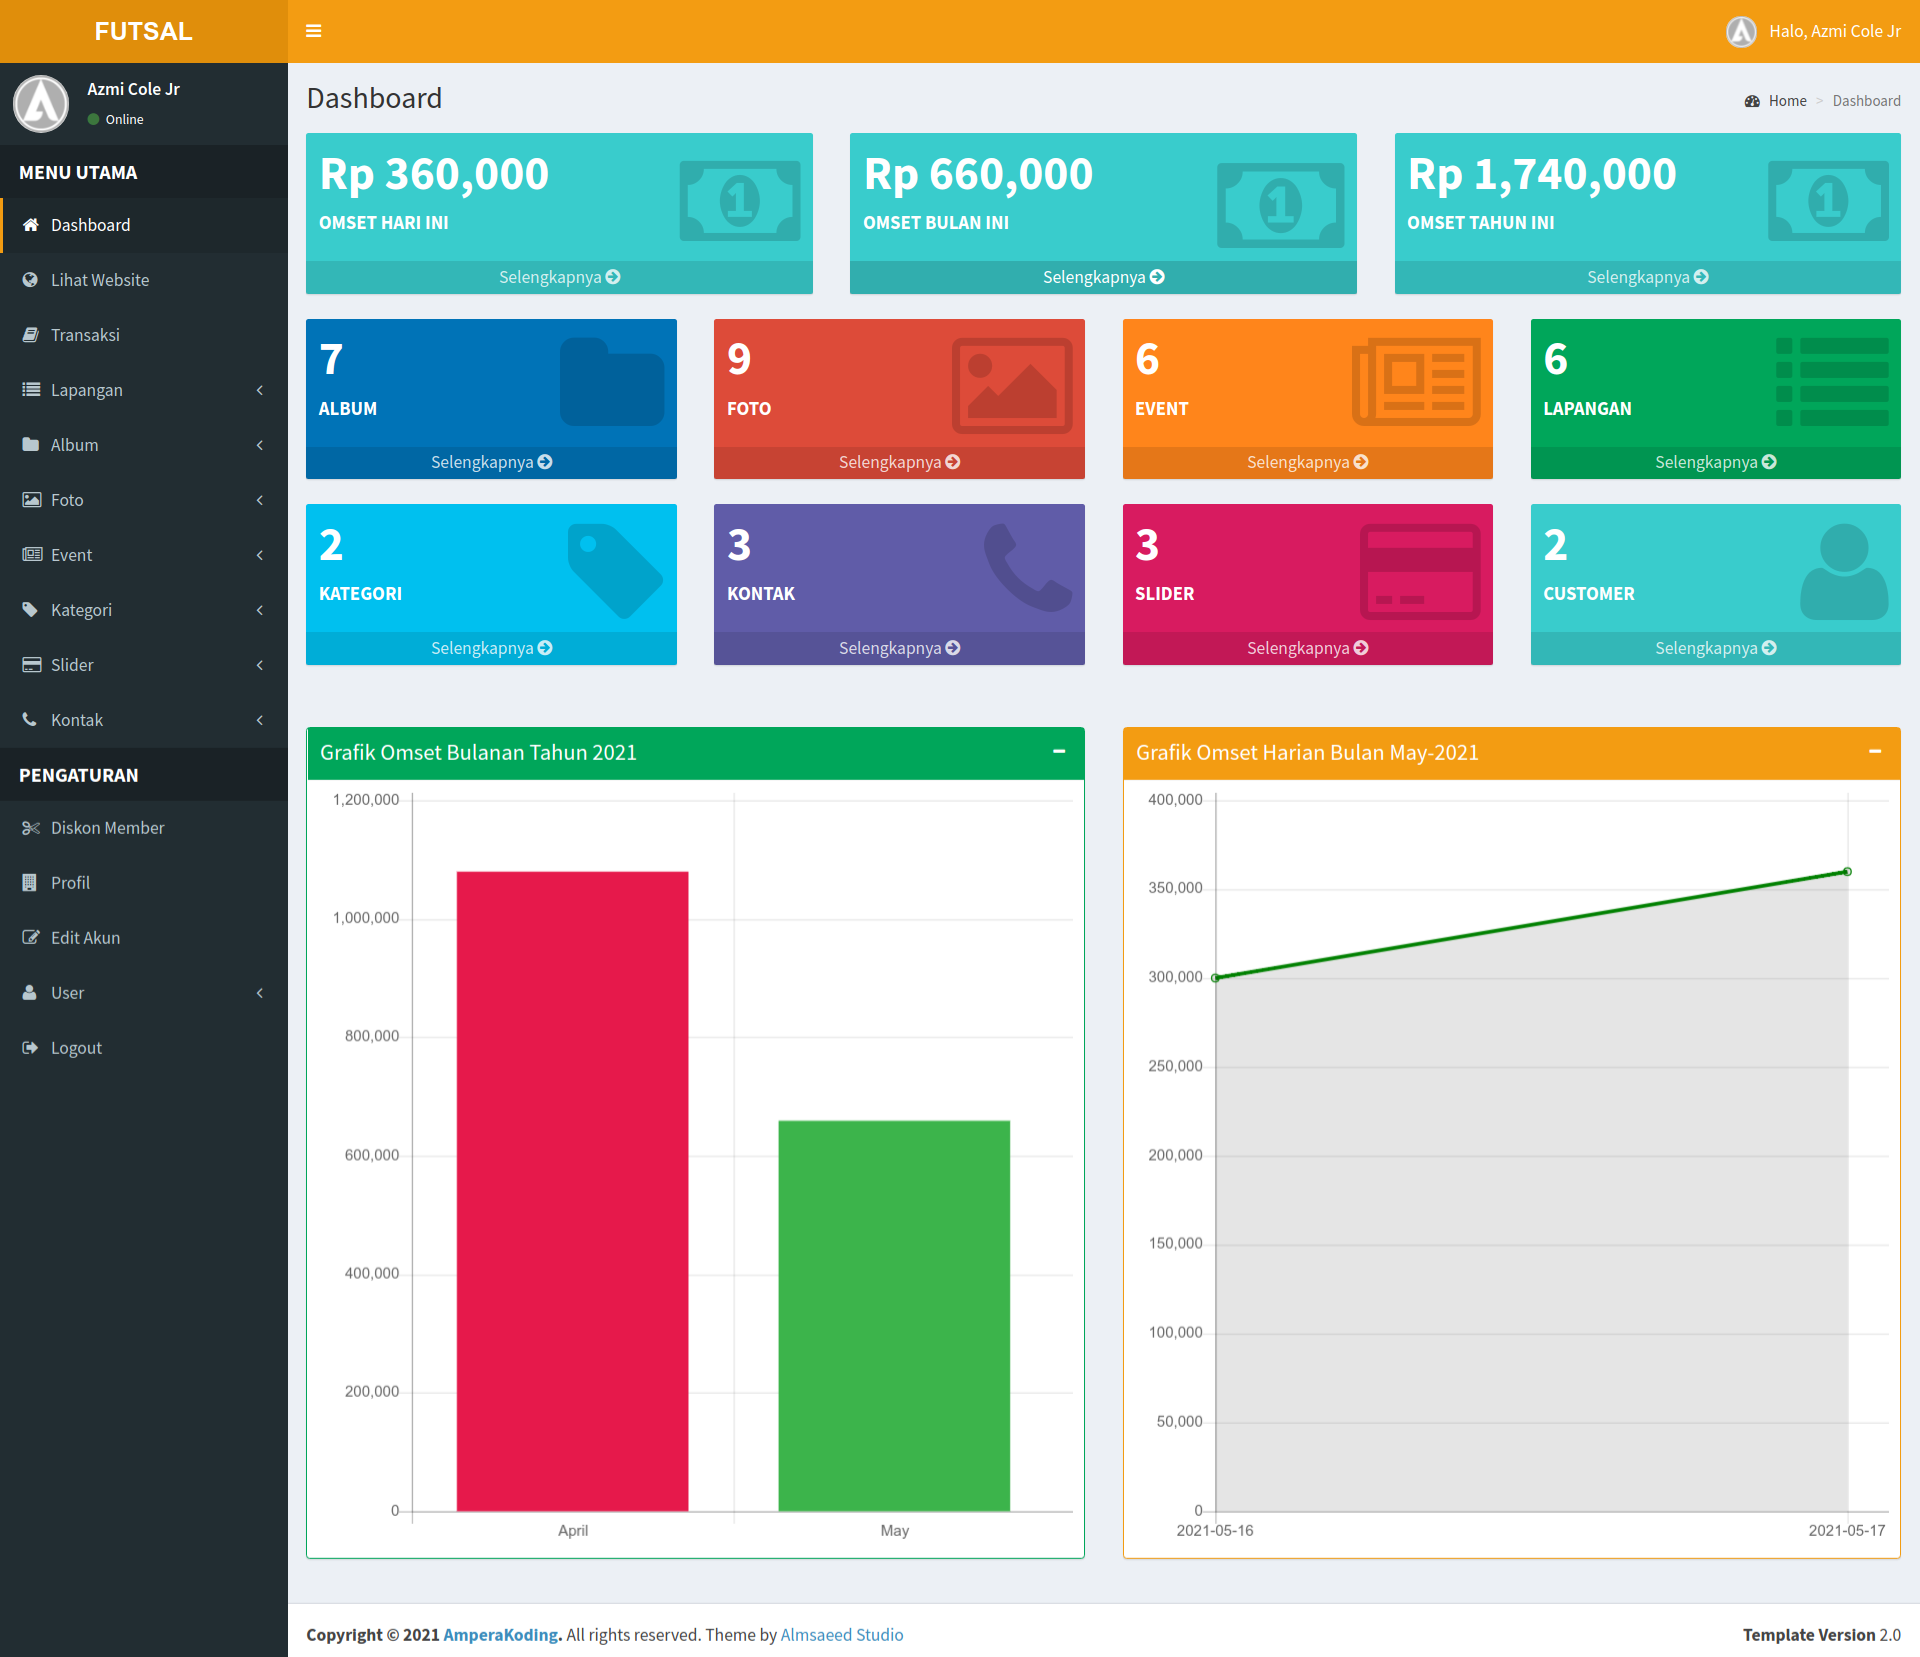 FUTSAL
Halo, Azmi Cole Jr
Azmi Cole Jr
Online
MENU UTAMA
Dashboard
Lihat Website
Transaksi
Lapangan
Album
Foto
Event
Kategori
Slider
Kontak
PENGATURAN
Diskon Member
Profil
Edit Akun
User
Logout
Dashboard
Home > Dashboard
Rp 360,000
OMSET HARI INI
Selengkapnya
Rp 660,000
OMSET BULAN INI
Selengkapnya
Rp 1,740,000
OMSET TAHUN INI
Selengkapnya
7
ALBUM
Selengkapnya
9
FOTO
Selengkapnya
6
EVENT
Selengkapnya
6
LAPANGAN
Selengkapnya
2
KATEGORI
Selengkapnya
3
KONTAK
Selengkapnya
3
SLIDER
Selengkapnya
2
CUSTOMER
Selengkapnya
Grafik Omset Bulanan Tahun 2021
1,200,000
1,000,000
800,000
600,000
400,000
200,000
0
April May
Grafik Omset Harian Bulan May-2021
400,000
350,000
300,000
250,000
200,000
150,000
100,000
50,000
0
2021-05-16 2021-05-17
Copyright © 2021 AmperaKoding. All rights reserved. Theme by Almsaeed Studio
Template Version 2.0